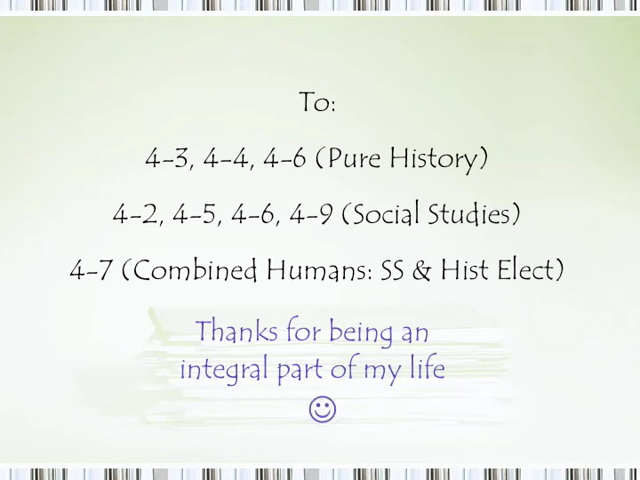 To:
4-3, 4-4, 4-6 (Pure History)
4-2, 4-5, 4-6, 4-9 (Social Studies)
4-7 (Combined Humans: SS & Hist Elect)
Thanks for being an
integral part of my life
☺